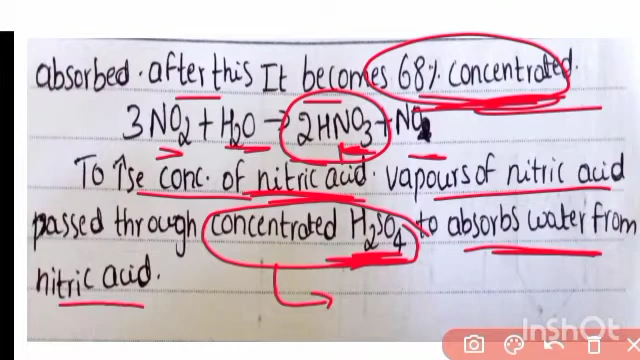 absorbed. after this It becomes 68% concentrated.
3NO₂ + H₂O → 2HNO₃ + NO
To ↑se conc. of nitric acid. vapours of nitric acid
passed through concentrated H₂SO₄ to absorbs water from
nitric acid.
InShOt